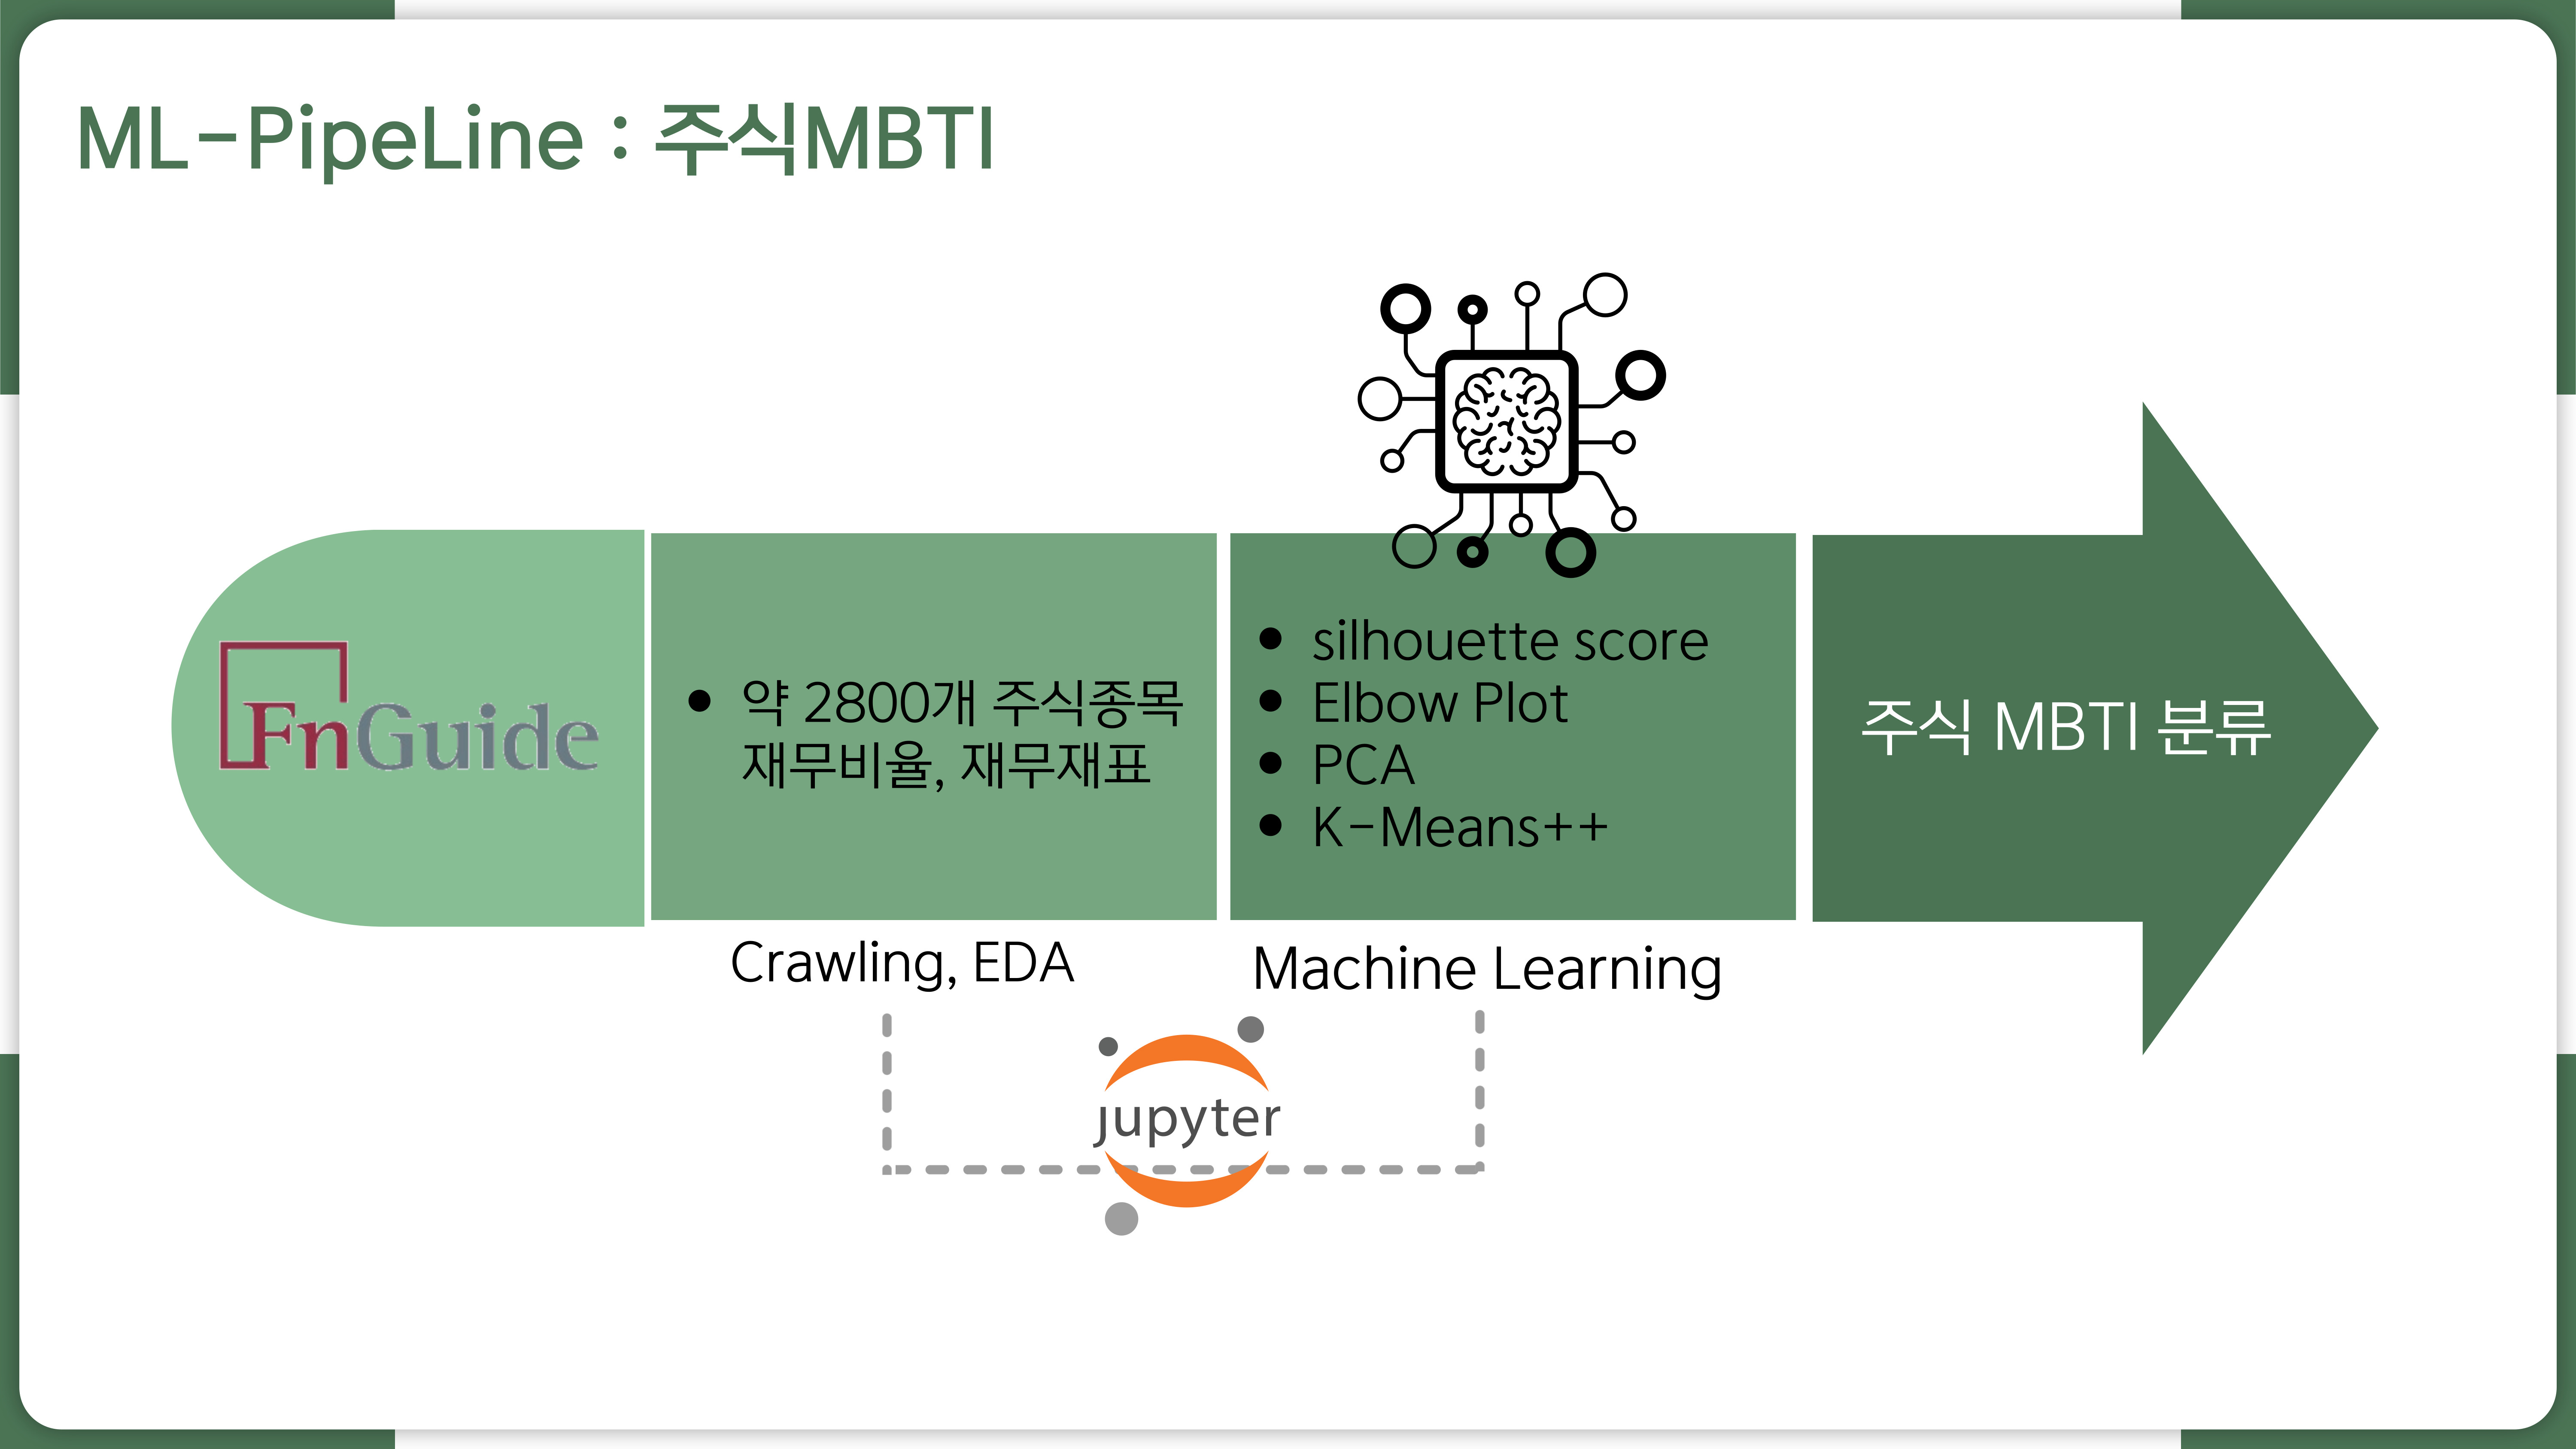 ML-PipeLine : 주식MBTI
FnGuide
약 2800개 주식종목
재무비율, 재무재표
silhouette score
Elbow Plot
PCA
K-Means++
주식 MBTI 분류
Crawling, EDA
Machine Learning
jupyter